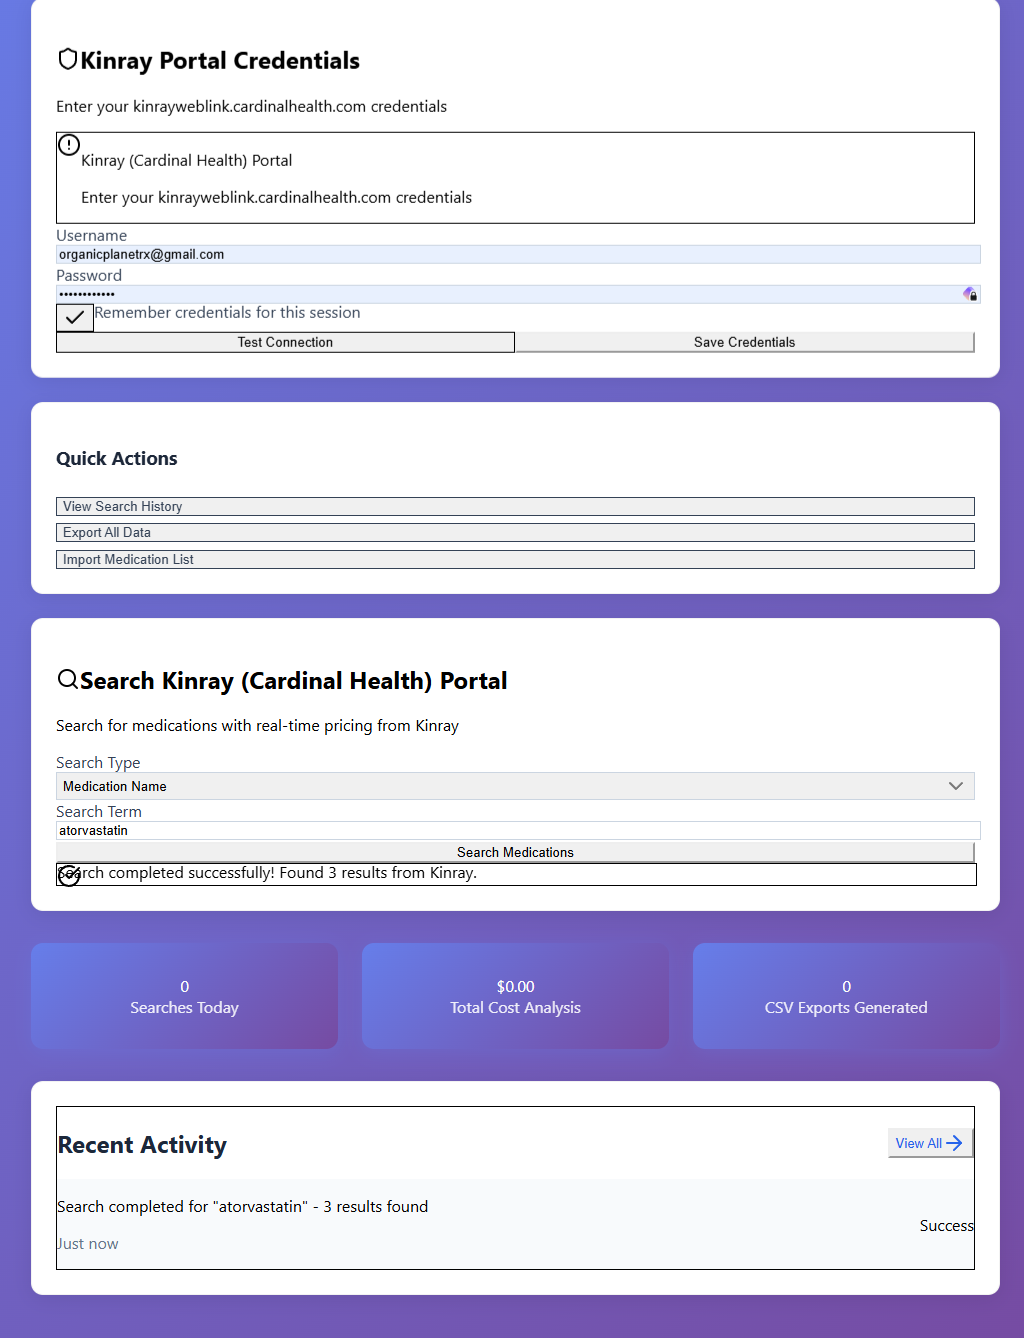 Kinray Portal Credentials
Enter your kinrayweblink.cardinalhealth.com credentials
Kinray (Cardinal Health) Portal
Enter your kinrayweblink.cardinalhealth.com credentials
Username
organicplanetrx@gmail.com
Password
••••••••••••
Remember credentials for this session
Test Connection
Save Credentials
Quick Actions
View Search History
Export All Data
Import Medication List
Search Kinray (Cardinal Health) Portal
Search for medications with real-time pricing from Kinray
Search Type
Medication Name
Search Term
atorvastatin
Search Medications
Search completed successfully! Found 3 results from Kinray.
0
Searches Today
$0.00
Total Cost Analysis
0
CSV Exports Generated
Recent Activity
View All
Search completed for "atorvastatin" - 3 results found
Success
Just now